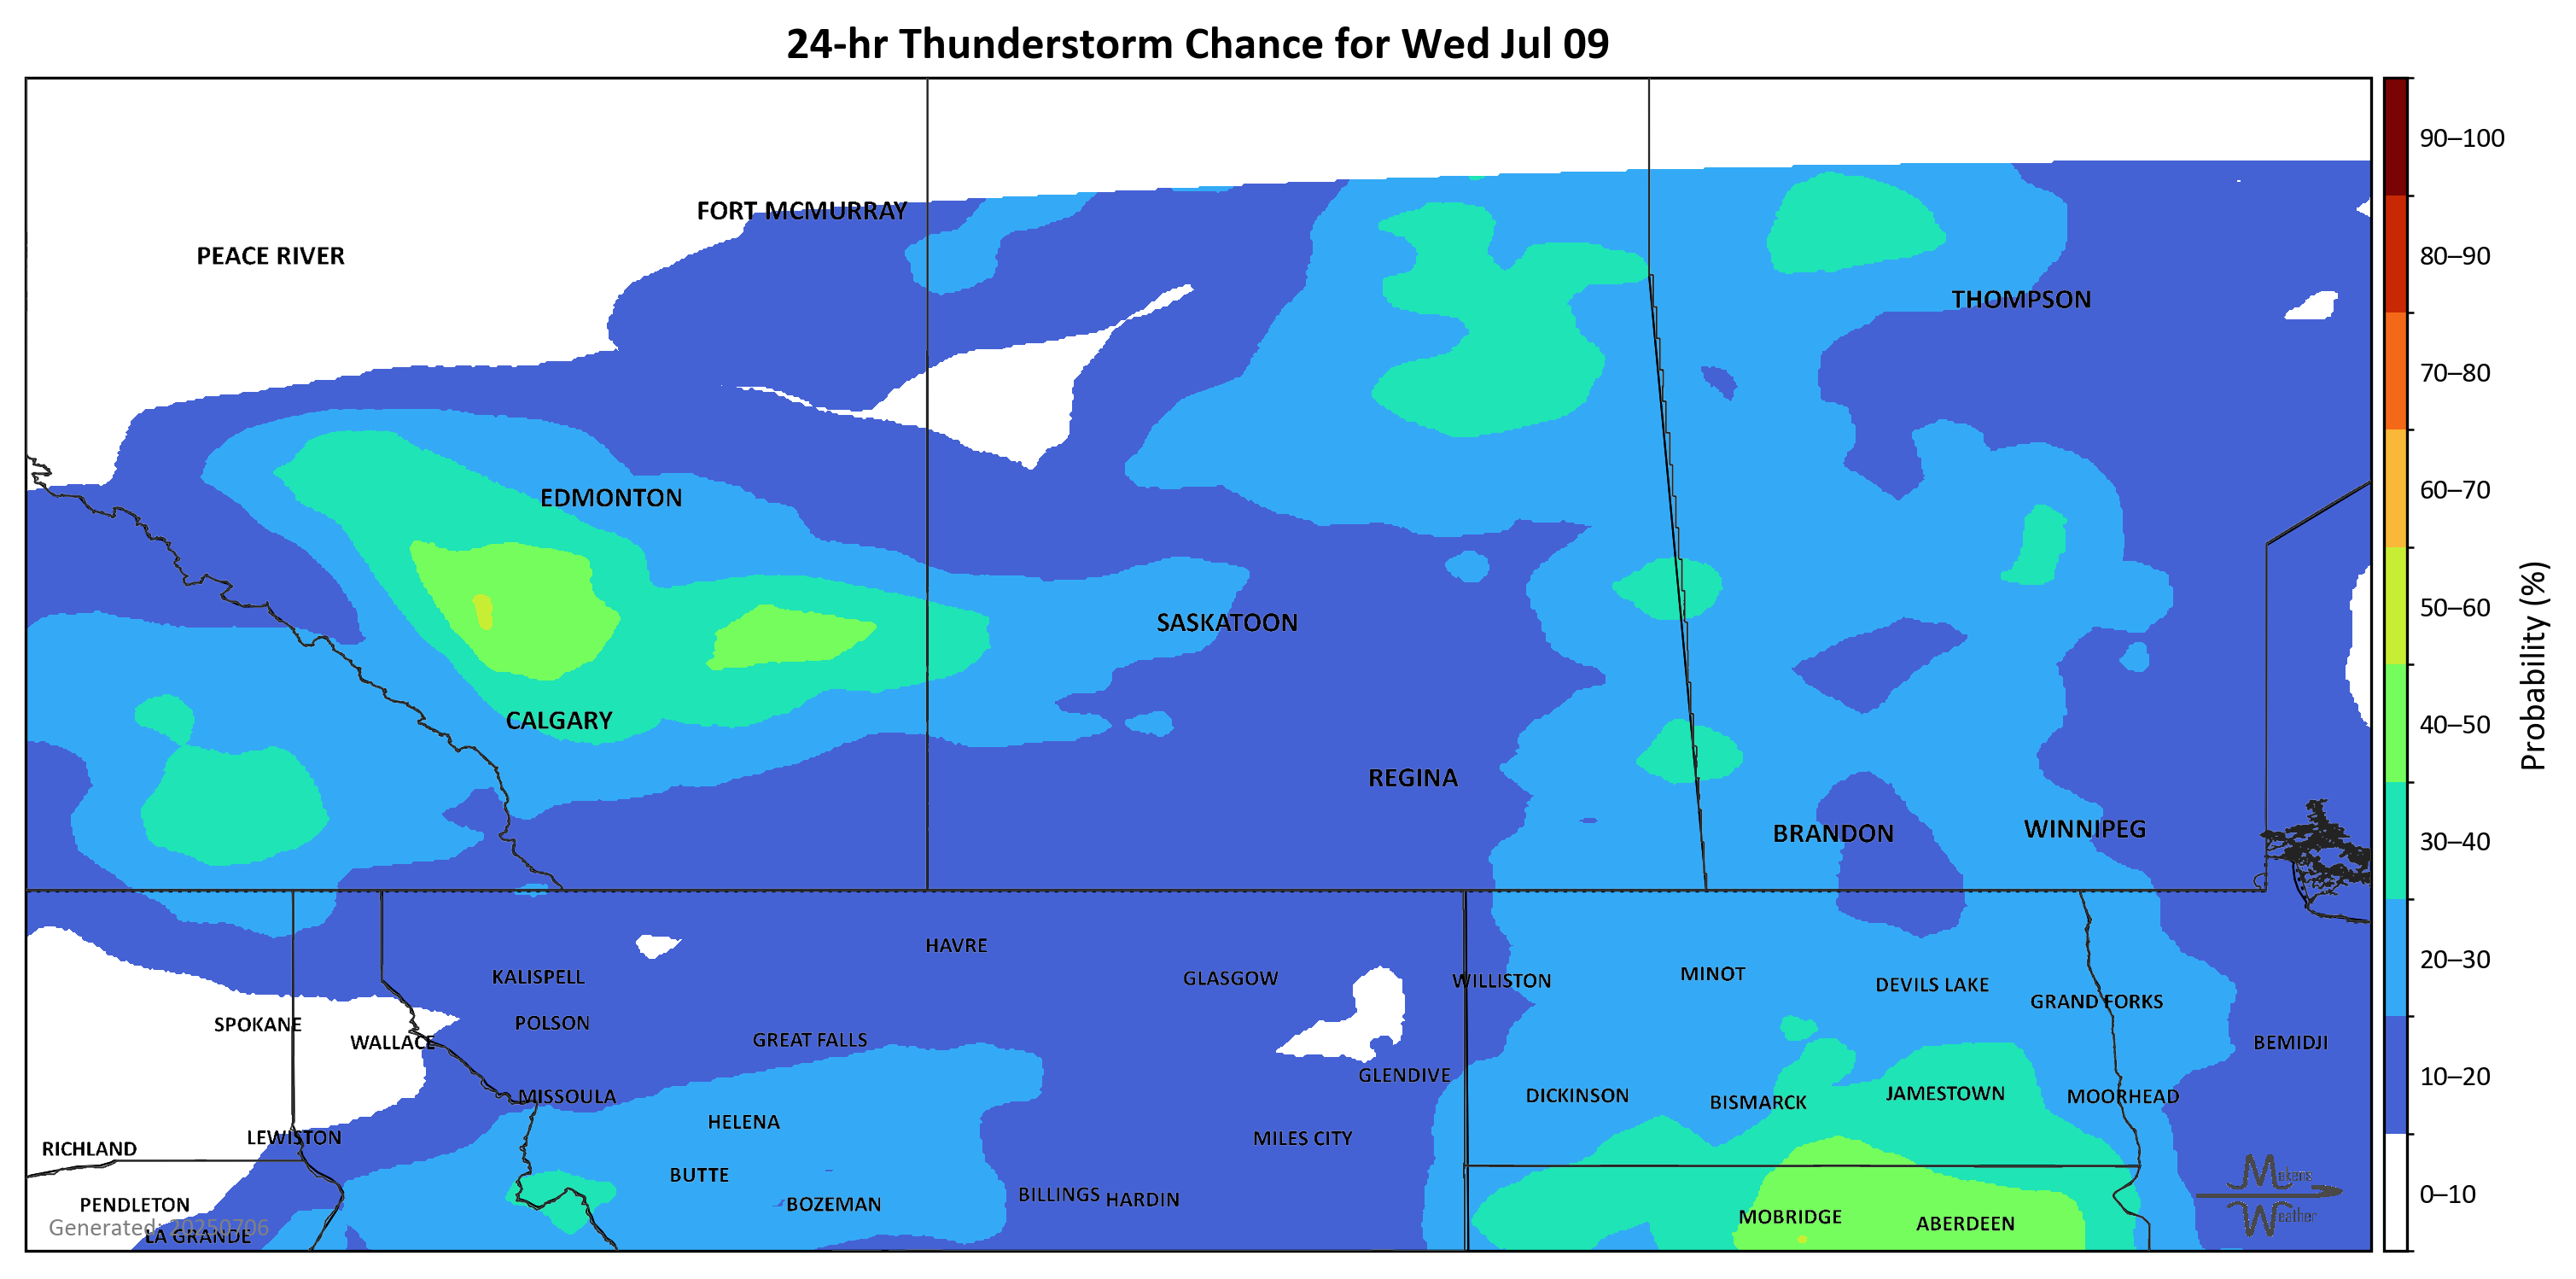 24-hr Thunderstorm Chance for Wed Jul 09
FORT MCMURRAY
PEACE RIVER
THOMPSON
EDMONTON
SASKATOON
CALGARY
REGINA
BRANDON
WINNIPEG
HAVRE
KALISPELL
GLASGOW
WILLISTON
MINOT
DEVILS LAKE
GRAND FORKS
SPOKANE
POLSON
WALLACE
GREAT FALLS
BEMIDJI
GLENDIVE
MISSOULA
DICKINSON
BISMARCK
JAMESTOWN
MOORHEAD
HELENA
LEWISTON
MILES CITY
RICHLAND
BUTTE
BILLINGS
HARDIN
PENDLETON
BOZEMAN
MOBRIDGE
ABERDEEN
Generated: 20250706
LA GRANDE
Makens
Weather
90–100
80–90
70–80
60–70
50–60
40–50
30–40
20–30
10–20
0–10
Probability (%)